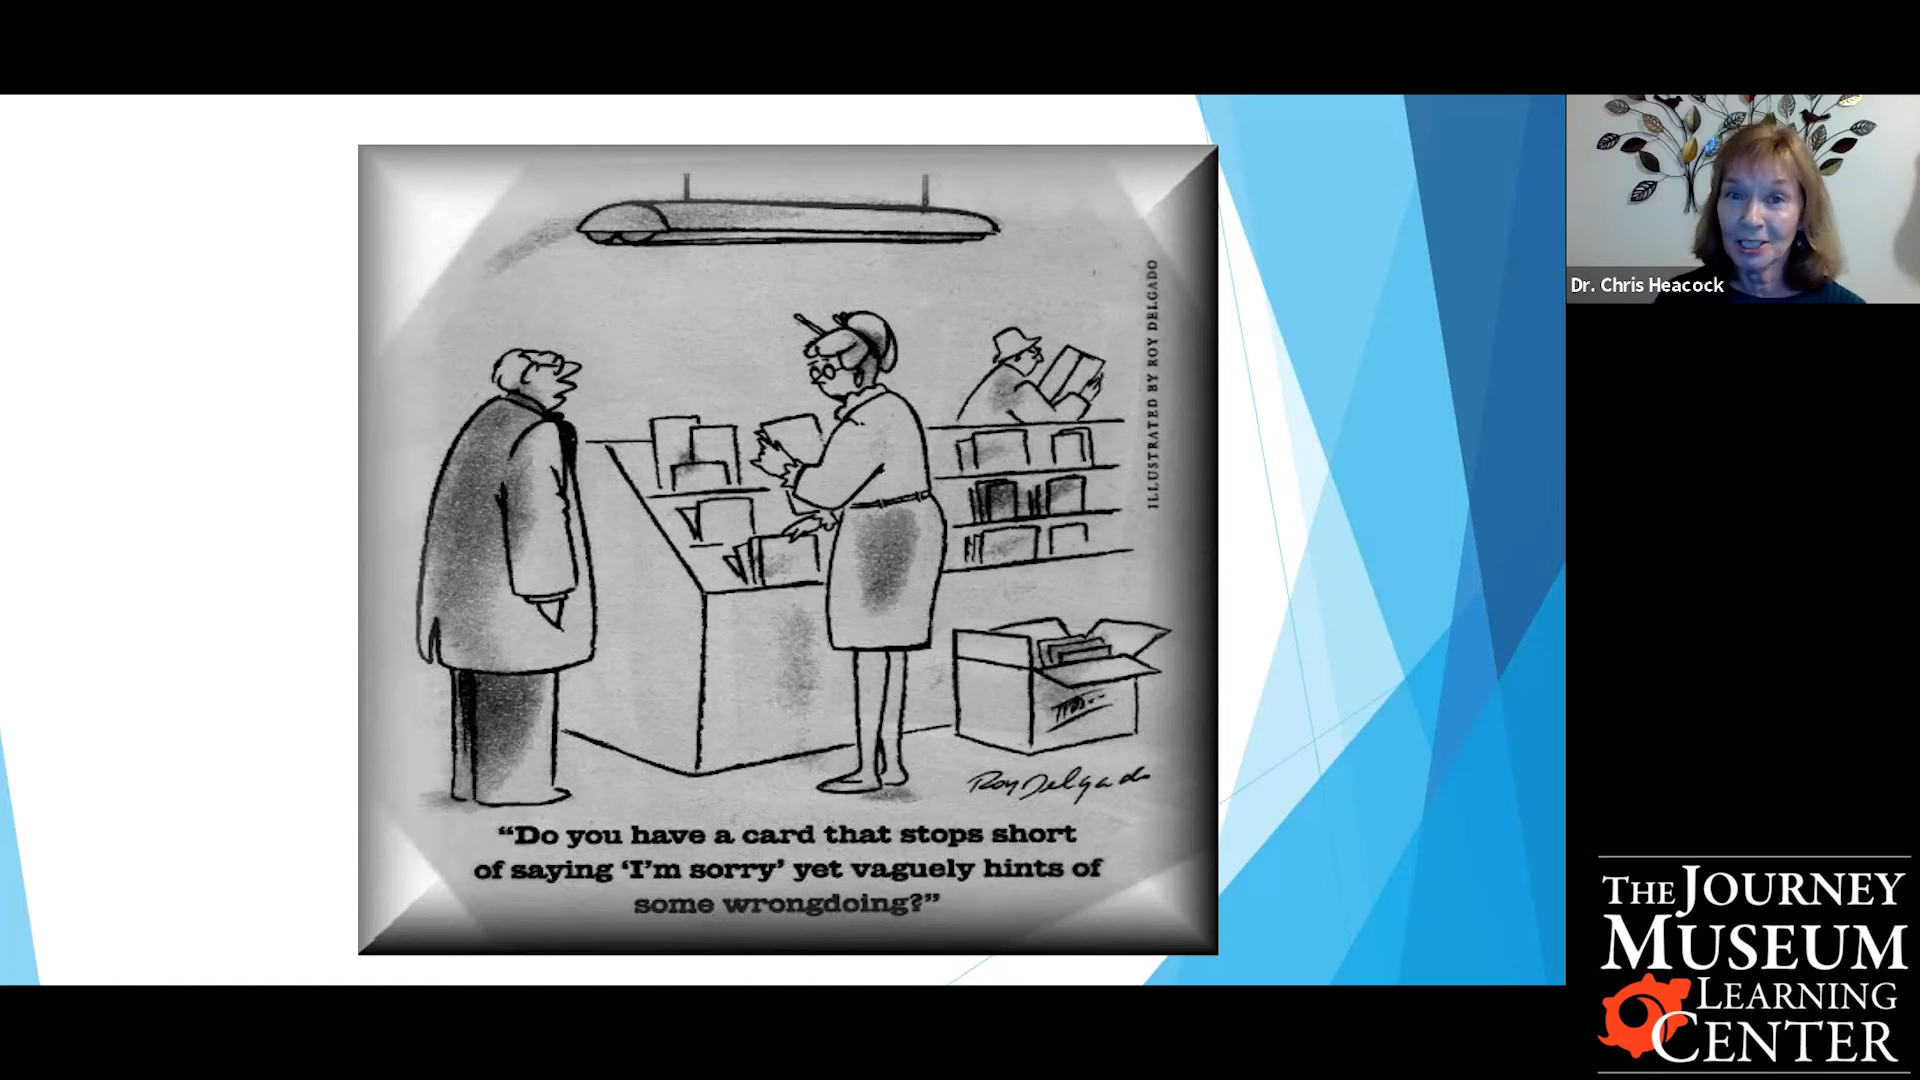 Dr. Chris Heacock
ILLUSTRATED BY ROY DELGADO
Roy Delgado
“Do you have a card that stops short
of saying ‘I’m sorry’ yet vaguely hints of
some wrongdoing?”
THE JOURNEY
MUSEUM
LEARNING
CENTER